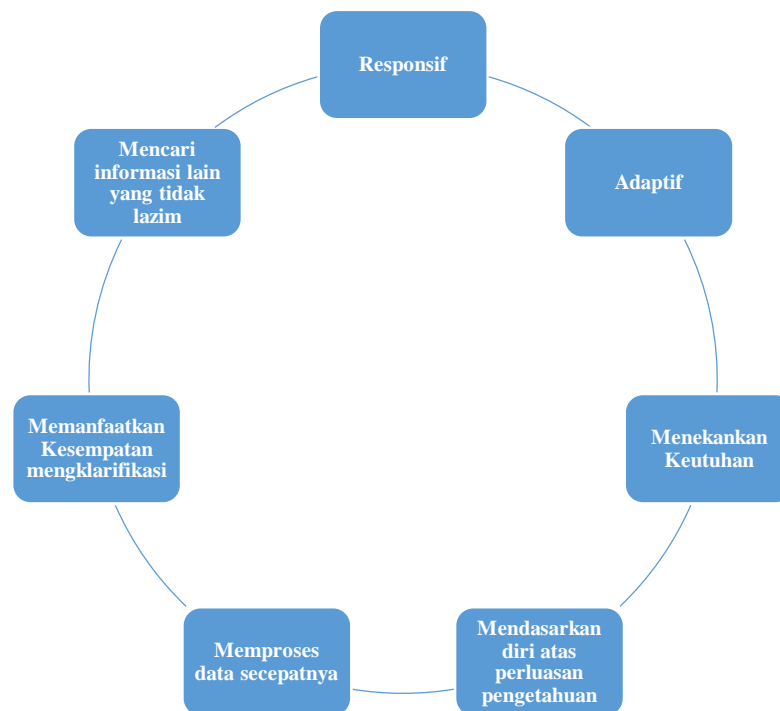 Responsif
Adaptif
Menekankan
Keutuhan
Mendasarkan
diri atas
perluasan
pengetahuan
Memproses
data secepatnya
Memanfaatkan
Kesempatan
mengklarifikasi
Mencari
informasi lain
yang tidak
lazim